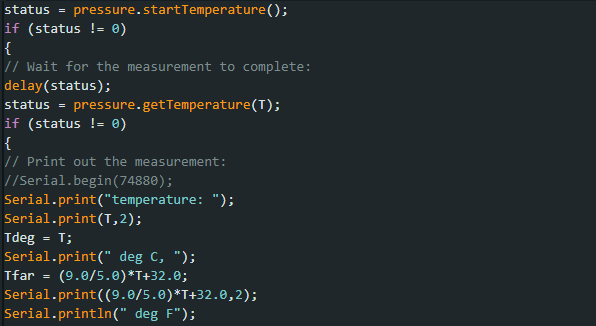 status = pressure.startTemperature();
if (status != 0)
{
// Wait for the measurement to complete:
delay(status);
status = pressure.getTemperature(T);
if (status != 0)
{
// Print out the measurement:
//Serial.begin(74880);
Serial.print("temperature: ");
Serial.print(T,2);
Tdeg = T;
Serial.print(" deg C, ");
Tfar = (9.0/5.0)*T+32.0;
Serial.print((9.0/5.0)*T+32.0,2);
Serial.println(" deg F");